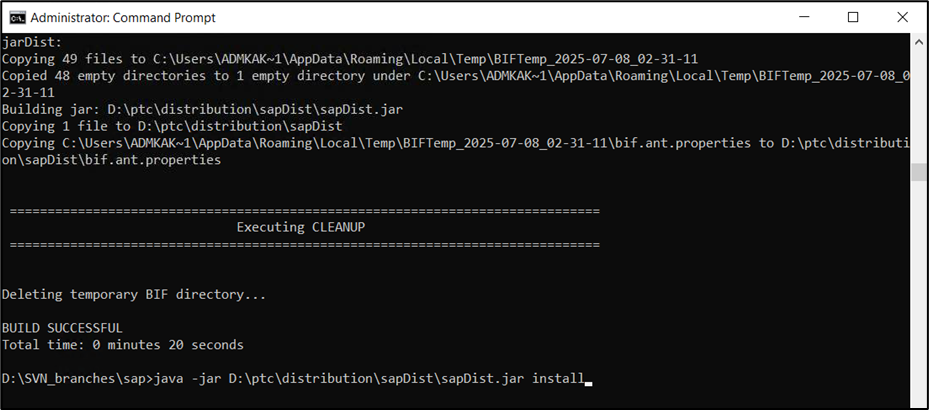 Administrator: Command Prompt
jarDist:
Copying 49 files to C:\Users\ADMKAK~1\AppData\Roaming\Local\Temp\BIFTemp_2025-07-08_02-31-11
Copied 48 empty directories to 1 empty directory under C:\Users\ADMKAK~1\AppData\Roaming\Local\Temp\BIFTemp_2025-07-08_0
2-31-11
Building jar: D:\ptc\distribution\sapDist\sapDist.jar
Copying 1 file to D:\ptc\distribution\sapDist
Copying C:\Users\ADMKAK~1\AppData\Roaming\Local\Temp\BIFTemp_2025-07-08_02-31-11\bif.ant.properties to D:\ptc\distributi
on\sapDist\bif.ant.properties
==============================================================================
Executing CLEANUP
==============================================================================
Deleting temporary BIF directory...
BUILD SUCCESSFUL
Total time: 0 minutes 20 seconds
D:\SVN_branches\sap>java -jar D:\ptc\distribution\sapDist\sapDist.jar install